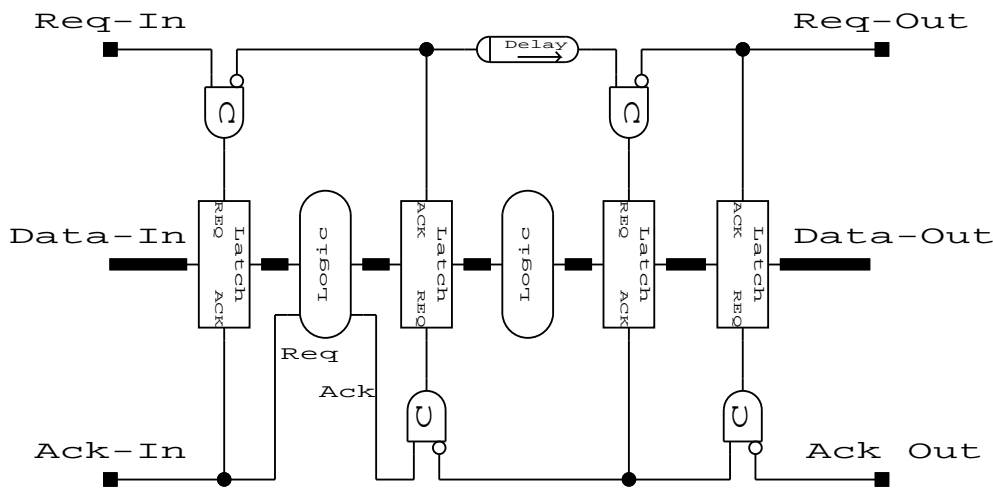 Req-In
Req-Out
Delay
C
C
REQ
Latch
ACK
Logic
ACK
Latch
REQ
Logic
REQ
Latch
ACK
ACK
Latch
REQ
Data-In
Data-Out
Req
Ack
C
C
Ack-In
Ack Out